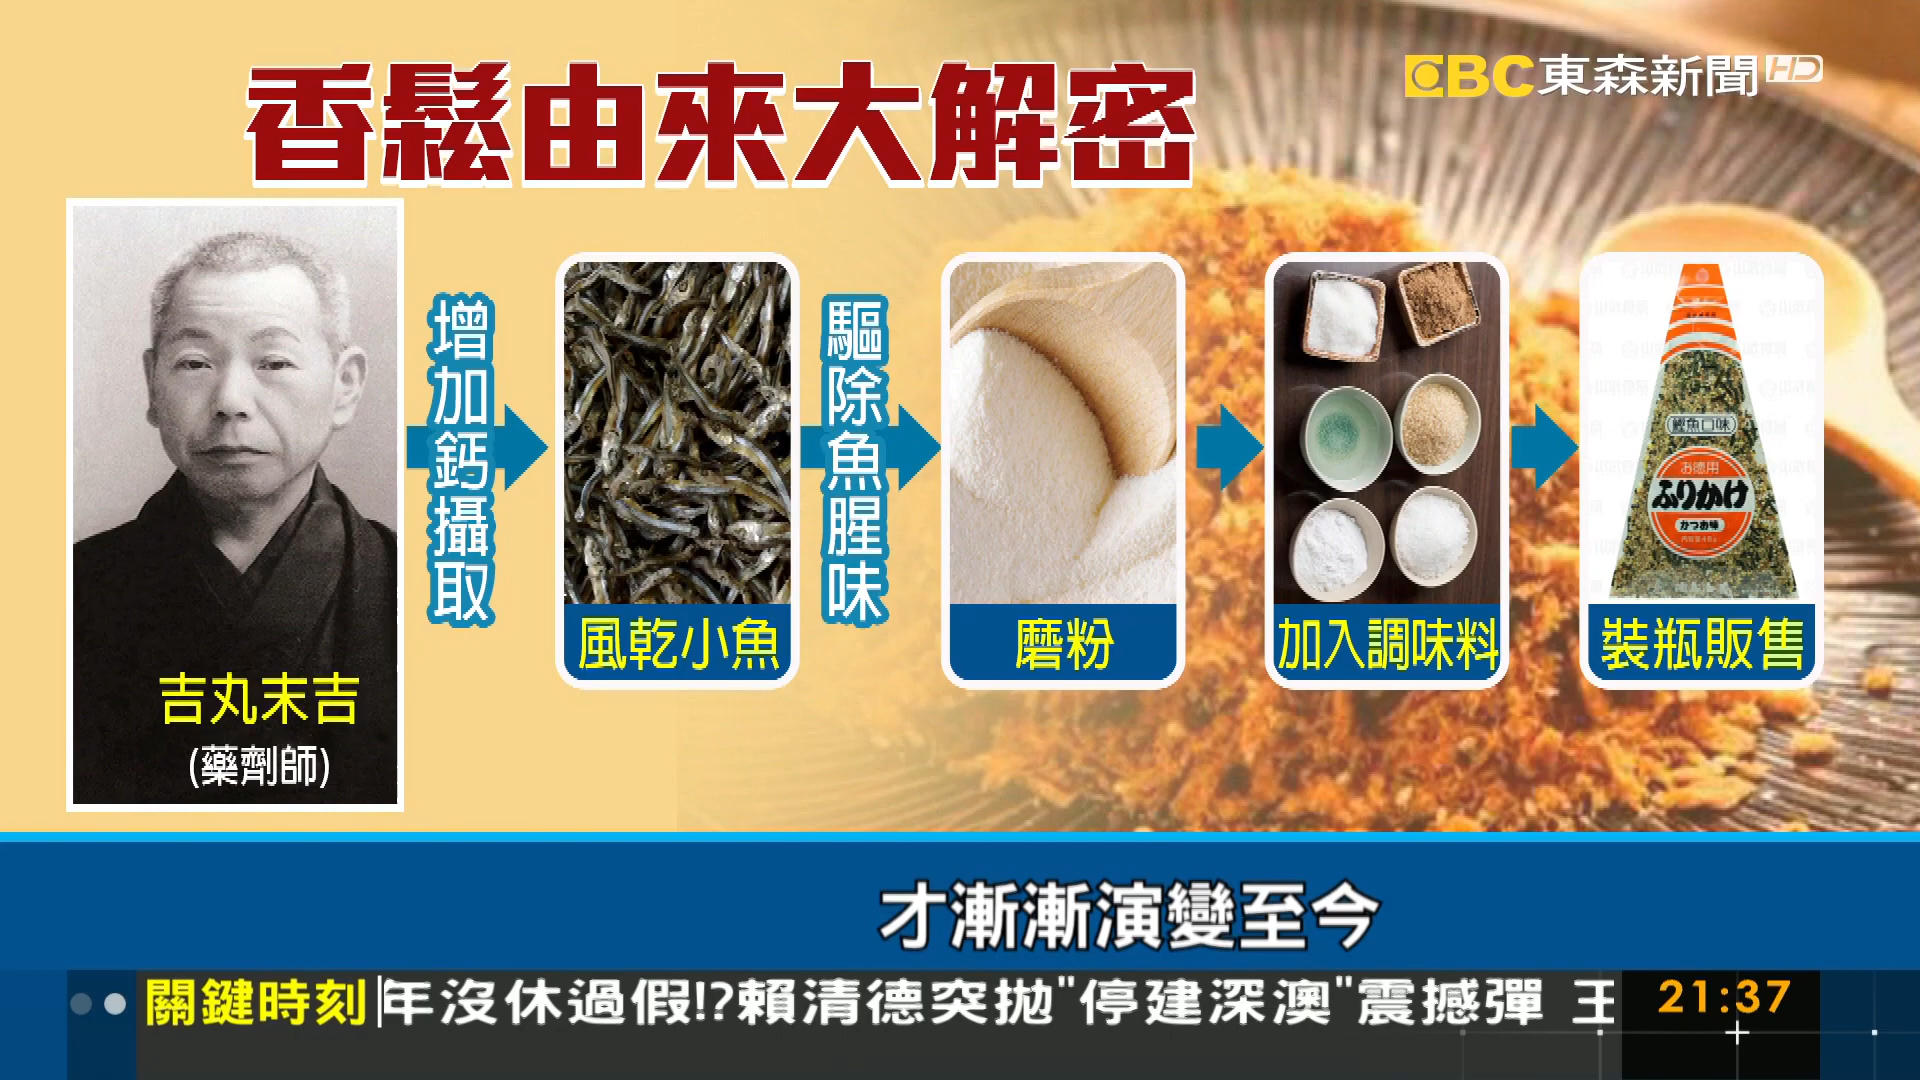 香鬆由來大解密
EBC東森新聞HD
吉丸末吉
(藥劑師)
增加鈣攝取
風乾小魚
驅除魚腥味
磨粉
加入調味料
鰹魚口味
お徳用
ふりかけ
かつお味
裝瓶販售
才漸漸演變至今
關鍵時刻
年沒休過假!?賴清德突拋"停建深澳"震撼彈 王
21:37